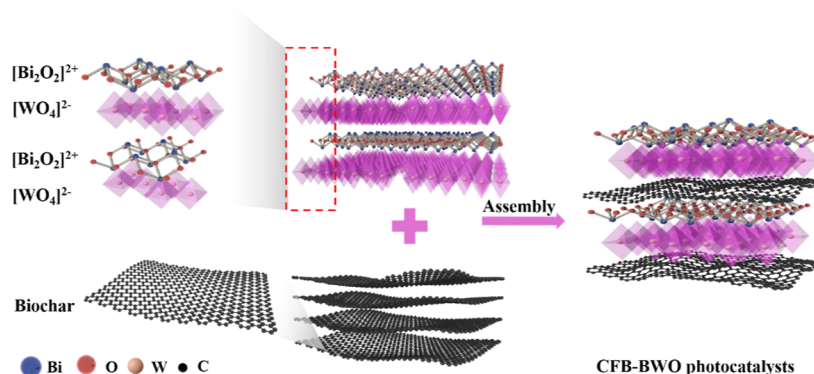 [Bi₂O₂]²⁺
[WO₄]²⁻
[Bi₂O₂]²⁺
[WO₄]²⁻
Assembly
Biochar
Bi O W C
CFB-BWO photocatalysts